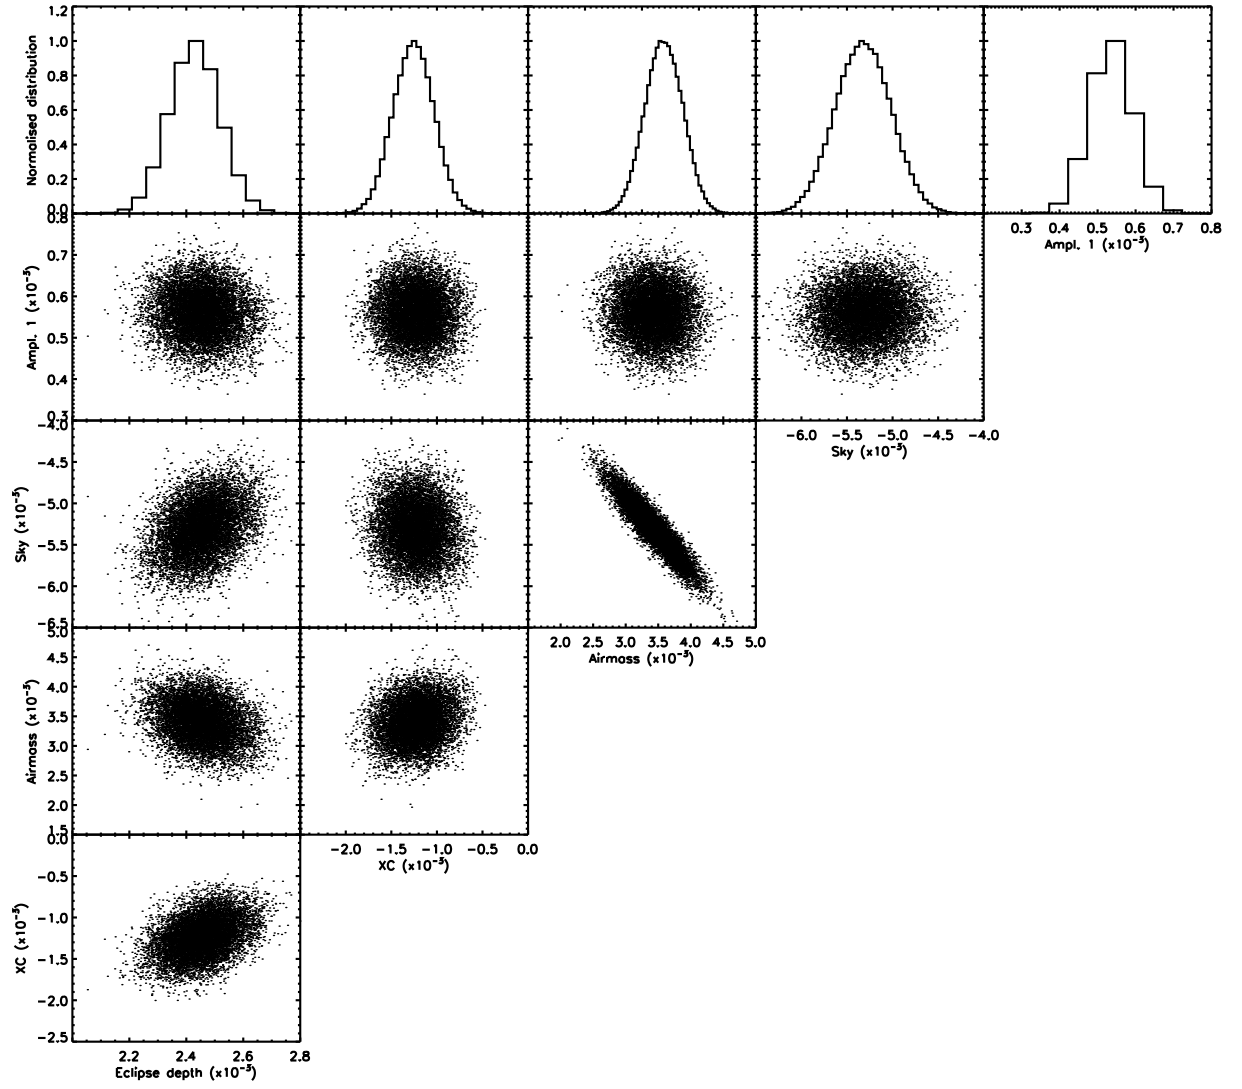 1.2
1.0
0.8
0.6
0.4
0.2
0.0
Normalised distribution
0.3 0.4 0.5 0.6 0.7 0.8
Ampl. 1 (x10⁻³)
0.8
0.7
0.6
0.5
0.4
0.3
Ampl. 1 (x10⁻³)
−6.0 −5.5 −5.0 −4.5 −4.0
Sky (x10⁻³)
−4.0
−4.5
−5.0
−5.5
−6.0
−6.5
Sky (x10⁻³)
2.0 2.5 3.0 3.5 4.0 4.5 5.0
Airmass (x10⁻³)
5.0
4.5
4.0
3.5
3.0
2.5
2.0
1.5
Airmass (x10⁻³)
−2.0 −1.5 −1.0 −0.5 0.0
XC (x10⁻³)
0.0
−0.5
−1.0
−1.5
−2.0
−2.5
XC (x10⁻³)
2.2 2.4 2.6 2.8
Eclipse depth (x10⁻³)